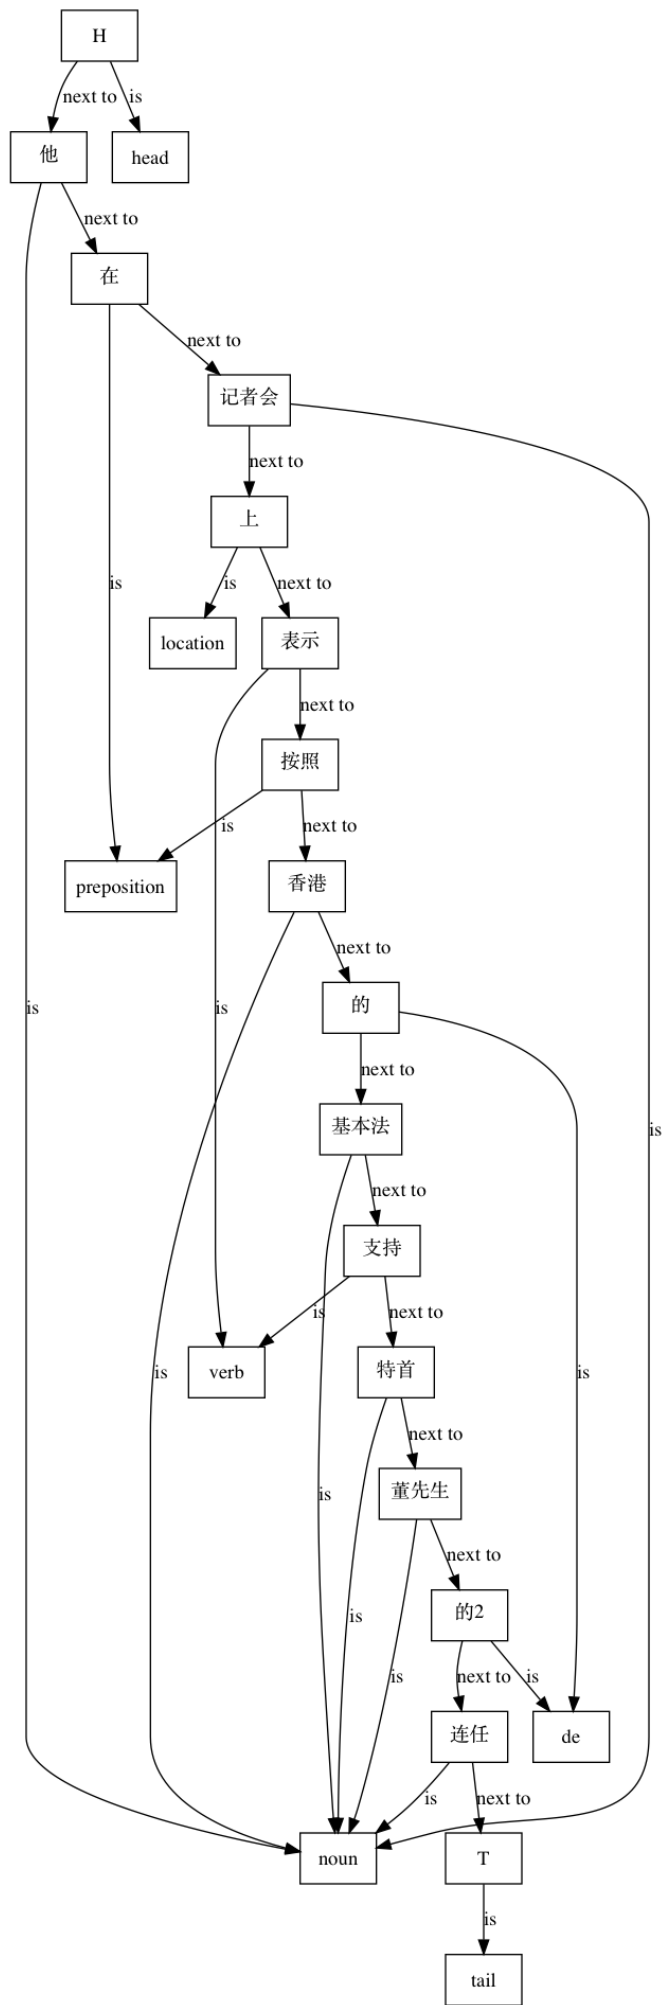 H
next to
is
他
head
next to
在
next to
记者会
next to
上
is
is
next to
location
表示
next to
按照
is
next to
preposition
香港
next to
is
is
的
next to
is
基本法
next to
支持
is
next to
is
verb
特首
is
next to
董先生
is
next to
is
的2
is
next to
is
连任
de
is
next to
noun
T
is
tail